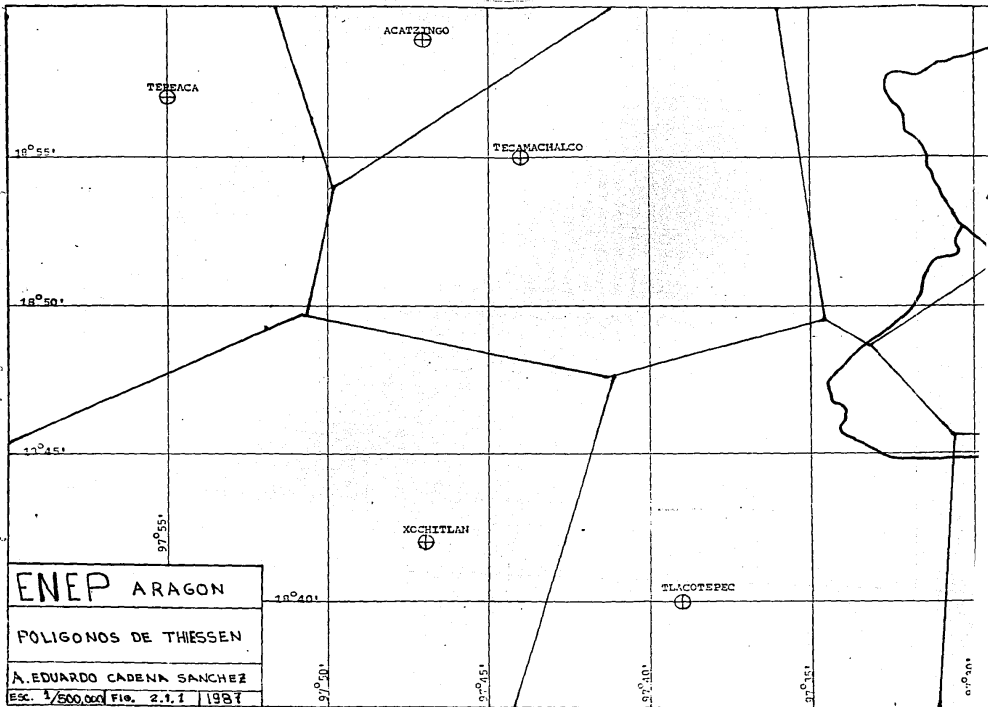 ACATZINGO
TEPEACA
TECAMACHALCO
18°55'
18°50'
18°45'
XOCHITLAN
97°55'
TLACOTEPEC
18°40'
97°50'
97°45'
97°40'
97°35'
97°30'
ENEP ARAGON
POLIGONOS DE THIESSEN
A. EDUARDO CADENA SANCHEZ
ESC. 1/500,000 FIG. 2.1.1 1987